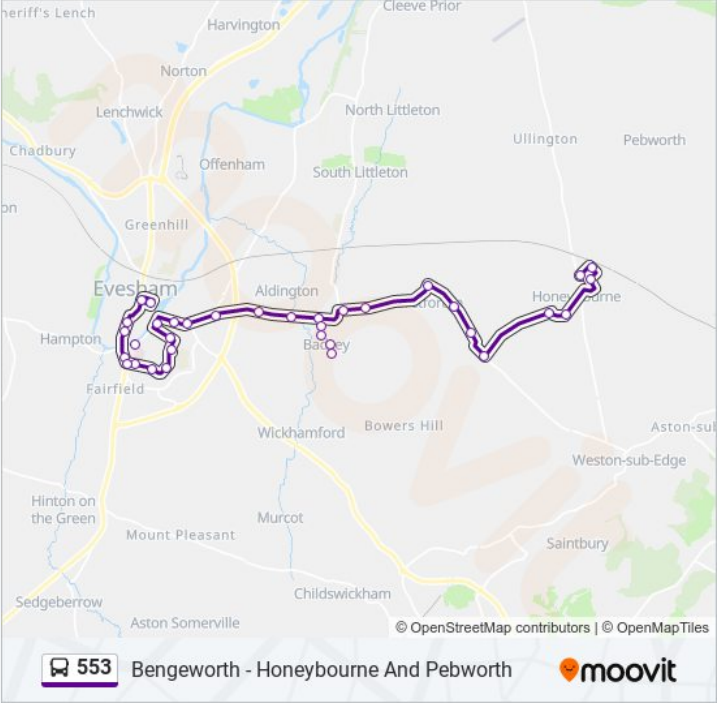 heriff's Lench
Cleeve Prior
Harvington
Norton
Lenchwick
North Littleton
Ullington
Pebworth
Chadbury
Offenham
South Littleton
on
Greenhill
Evesham
Aldington
Hampton
Fairfield
Wickhamford
Bowers Hill
Aston-sub
Weston-sub-Edge
Hinton on
the Green
Murcot
Mount Pleasant
Saintbury
Childswickham
Sedgeberrow
Aston Somerville
© OpenStreetMap contributors | © OpenMapTiles
553
Bengeworth - Honeybourne And Pebworth
moovit